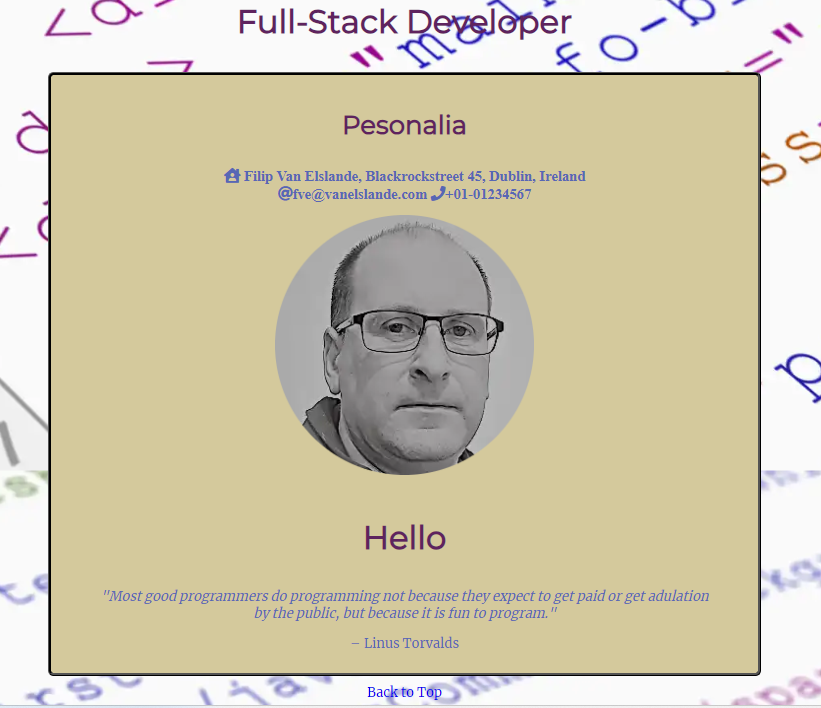 Full-Stack Developer
Pesonalia
Filip Van Elslande, Blackrockstreet 45, Dublin, Ireland
@fve@vanelslande.com +01-01234567
Hello
"Most good programmers do programming not because they expect to get paid or get adulation
by the public, but because it is fun to program."
– Linus Torvalds
Back to Top